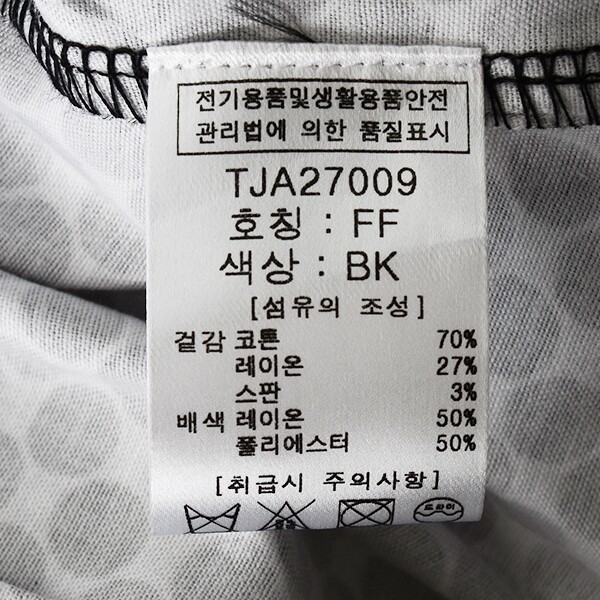 전기용품및생활용품안전
관리법에 의한 품질표시
TJA27009
호칭 : FF
색상 : BK
[섬유의 조성]
겉감 코튼 70%
레이온 27%
스판 3%
배색 레이온 50%
폴리에스터 50%
[취급시 주의사항]
드라이